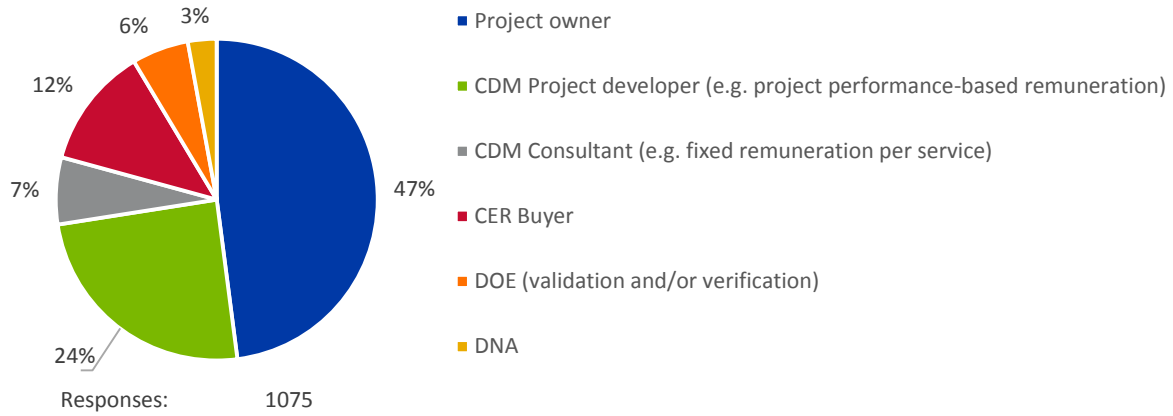 3%
6%
12%
7%
47%
24%
Responses: 1075
Project owner
CDM Project developer (e.g. project performance-based remuneration)
CDM Consultant (e.g. fixed remuneration per service)
CER Buyer
DOE (validation and/or verification)
DNA